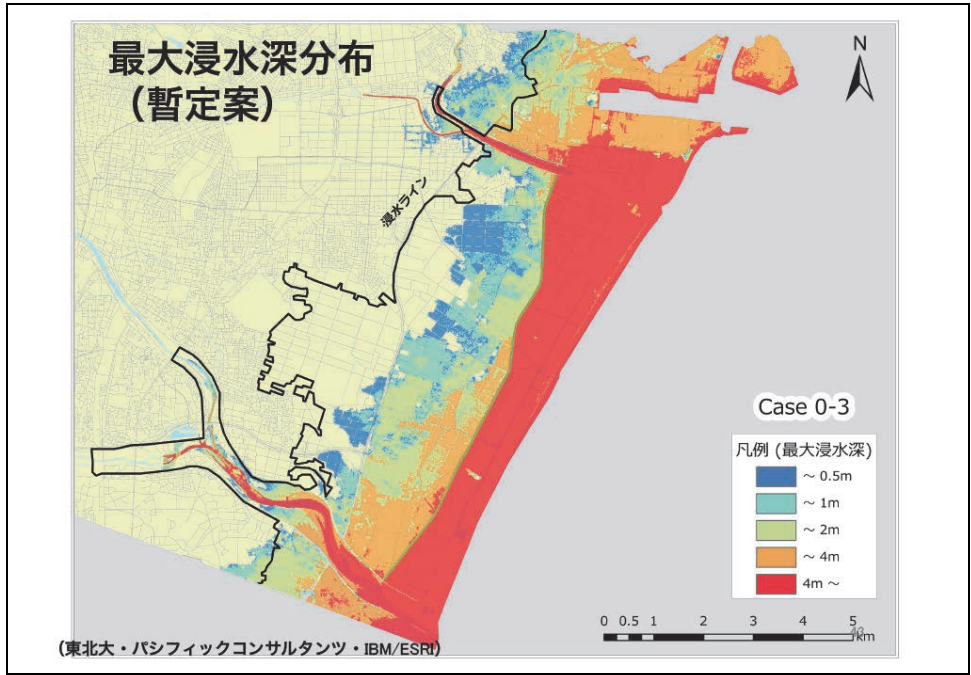 最大浸水深分布
（暫定案）
N
浸水ライン
Case 0-3
凡例 (最大浸水深)
～ 0.5m
～ 1m
～ 2m
～ 4m
4m ～
0 0.5 1 2 3 4 5
km
43
（東北大・パシフィックコンサルタンツ・IBM/ESRI）